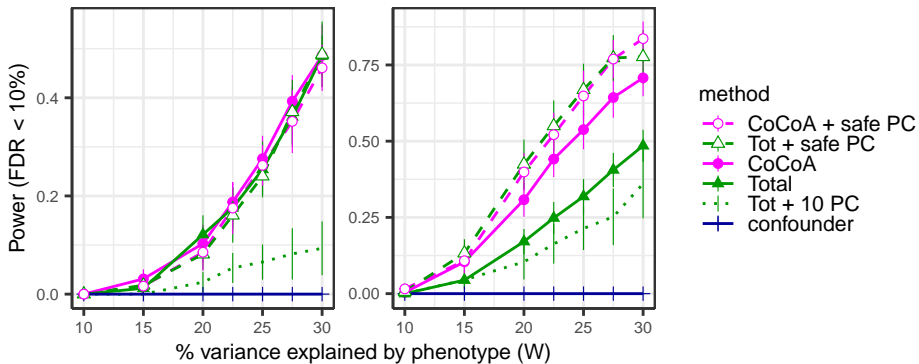 Power (FDR < 10%)
0.4
0.2
0.0
10 15 20 25 30
0.75
0.50
0.25
0.00
10 15 20 25 30
% variance explained by phenotype (W)
method
CoCoA + safe PC
Tot + safe PC
CoCoA
Total
Tot + 10 PC
confounder